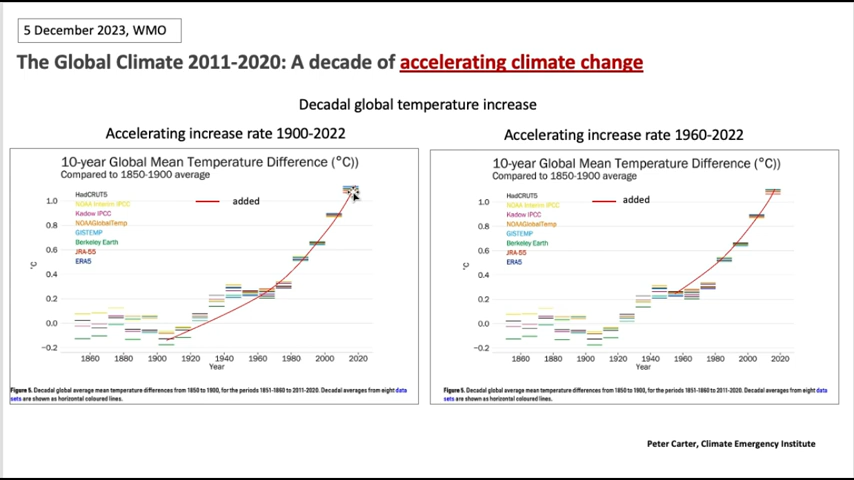 5 December 2023, WMO
The Global Climate 2011-2020: A decade of accelerating climate change
Decadal global temperature increase
Accelerating increase rate 1900-2022
10-year Global Mean Temperature Difference (°C))
Compared to 1850-1900 average
HadCRUT5
NOAA Interim IPCC
Kadow IPCC
NOAAGlobalTemp
GISTEMP
Berkeley Earth
JRA-55
ERA5
added
1.0
0.8
0.6
0.4
0.2
0.0
−0.2
°C
1860 1880 1900 1920 1940 1960 1980 2000 2020
Year
Figure 5. Decadal global average mean temperature differences from 1850 to 1900, for the periods 1851-1860 to 2011-2020. Decadal averages from eight data
sets are shown as horizontal coloured lines.
Accelerating increase rate 1960-2022
10-year Global Mean Temperature Difference (°C))
Compared to 1850-1900 average
HadCRUT5
NOAA Interim IPCC
Kadow IPCC
NOAAGlobalTemp
GISTEMP
Berkeley Earth
JRA-55
ERA5
added
1.0
0.8
0.6
0.4
0.2
0.0
−0.2
°C
1860 1880 1900 1920 1940 1960 1980 2000 2020
Year
Figure 5. Decadal global average mean temperature differences from 1850 to 1900, for the periods 1851-1860 to 2011-2020. Decadal averages from eight data
sets are shown as horizontal coloured lines.
Peter Carter, Climate Emergency Institute